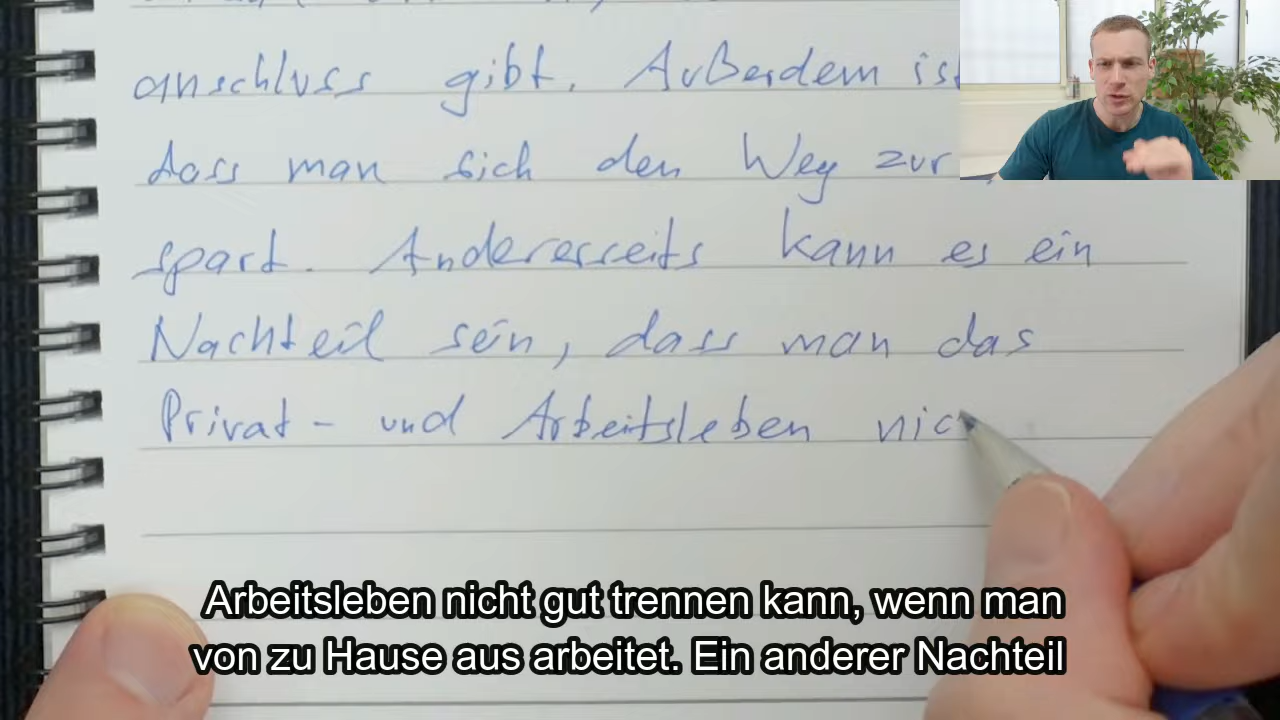 anschluss gibt. Außerdem ist
dass man sich den Weg zur
spart. Andererseits kann es ein
Nachteil sein, dass man das
Privat- und Arbeitsleben nic
Arbeitsleben nicht gut trennen kann, wenn man
von zu Hause aus arbeitet. Ein anderer Nachteil